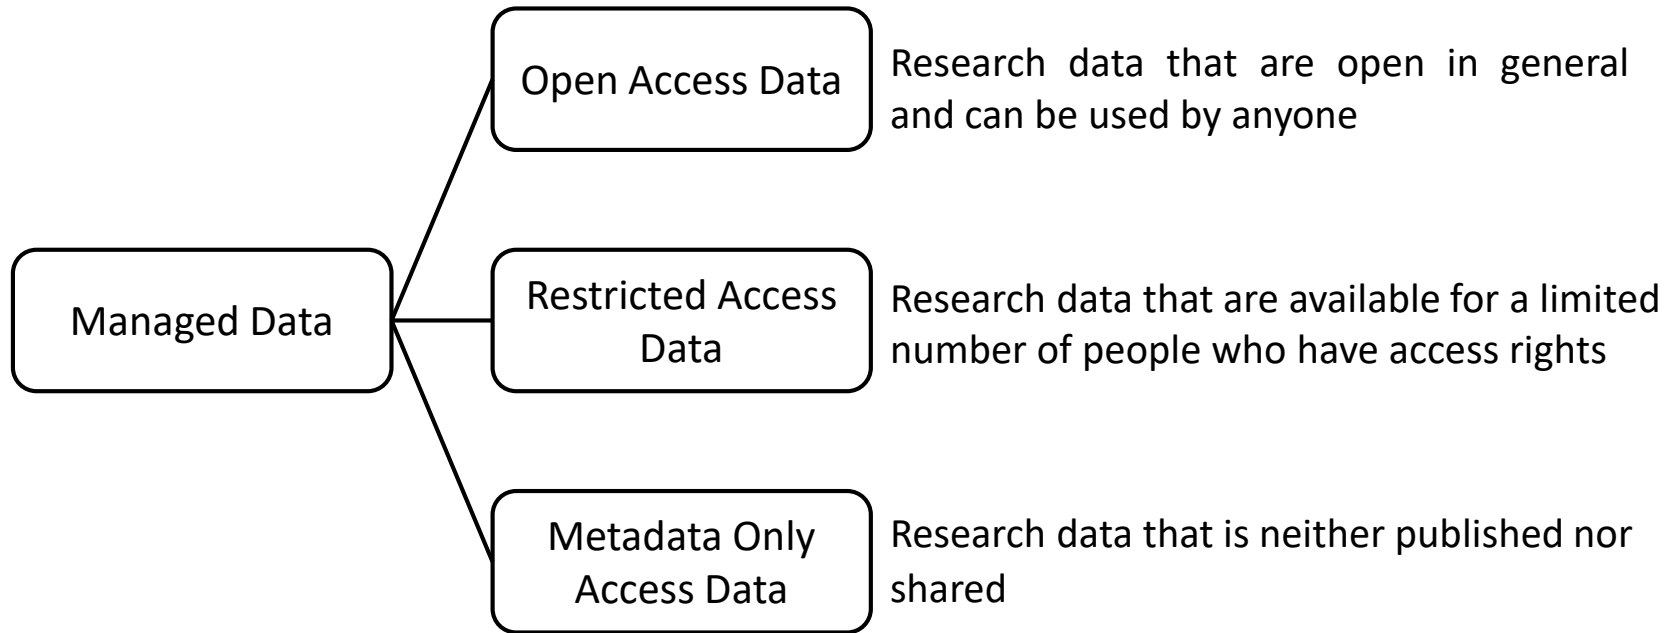 Open Access Data
Research data that are open in general
and can be used by anyone
Managed Data
Restricted Access
Data
Research data that are available for a limited
number of people who have access rights
Metadata Only
Access Data
Research data that is neither published nor
shared